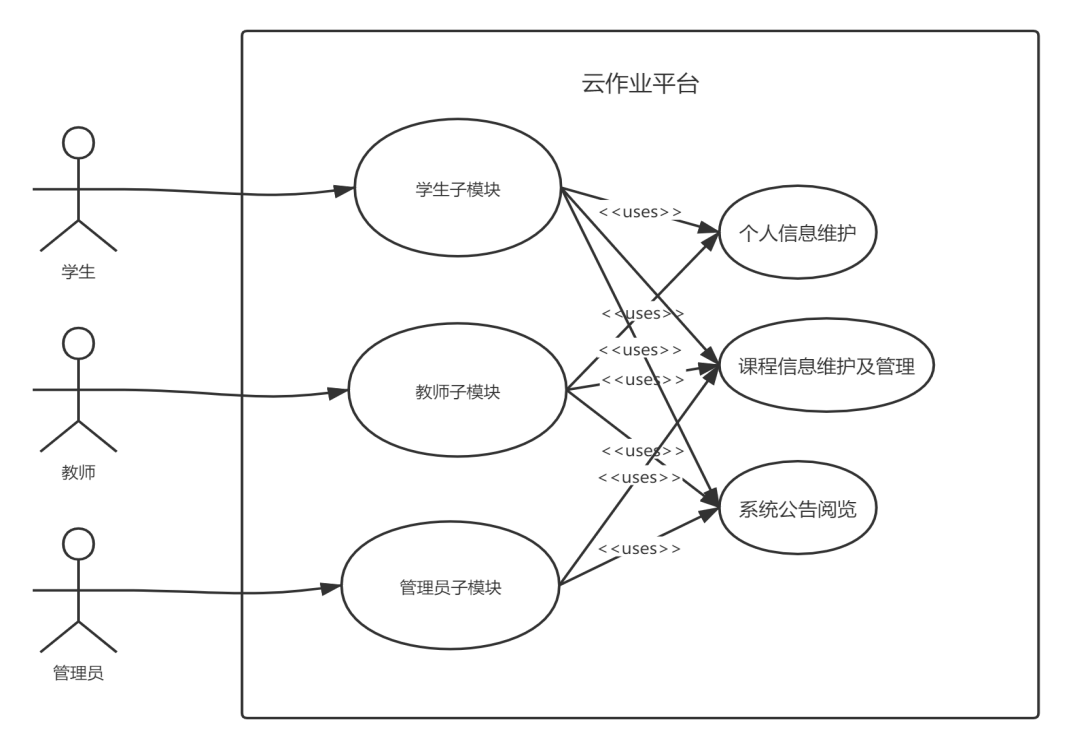 云作业平台
学生子模块
<<uses>>
个人信息维护
学生
<<uses>>
<<uses>>
课程信息维护及管理
<<uses>>
教师子模块
<<uses>>
教师
<<uses>>
系统公告阅览
<<uses>>
管理员子模块
管理员